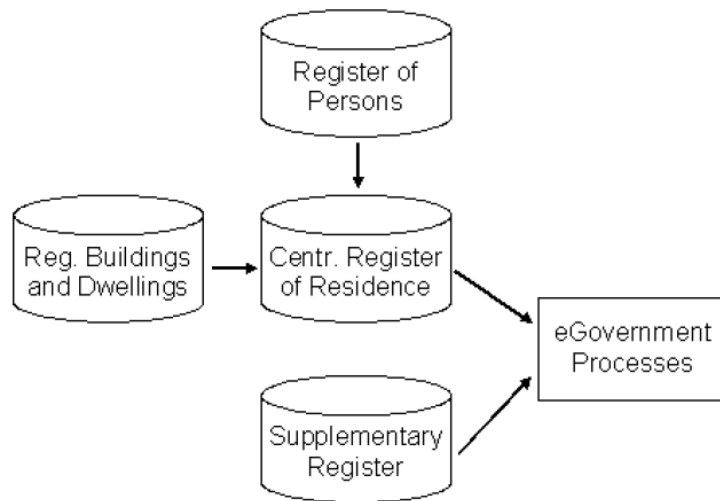 Register of
Persons
Reg. Buildings
and Dwellings
Centr. Register
of Residence
eGovernment
Processes
Supplementary
Register